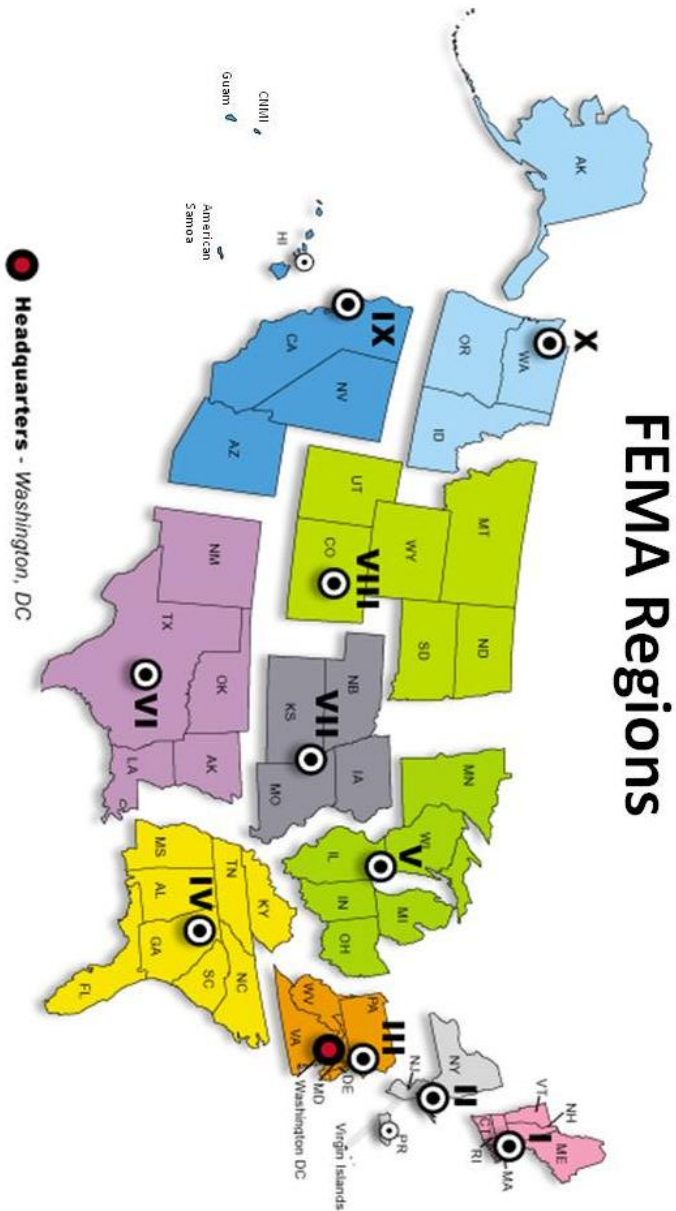 FEMA Regions
X
WA
OR
ID
AK
MT
ND
WY
SD
UT
CO
VIII
IX
CA
NV
AZ
HI
CNMI
Guam
American
Samoa
MN
WI
MI
IL
IN
OH
V
NB
IA
KS
MO
VII
NM
TX
OK
AK
LA
VI
TN
KY
NC
SC
MS
AL
GA
FL
IV
PA
WV
VA
DE
MD
Washington DC
III
NY
NJ
PR
Virgin Islands
II
ME
NH
VT
MA
CT
RI
I
Headquarters - Washington, DC